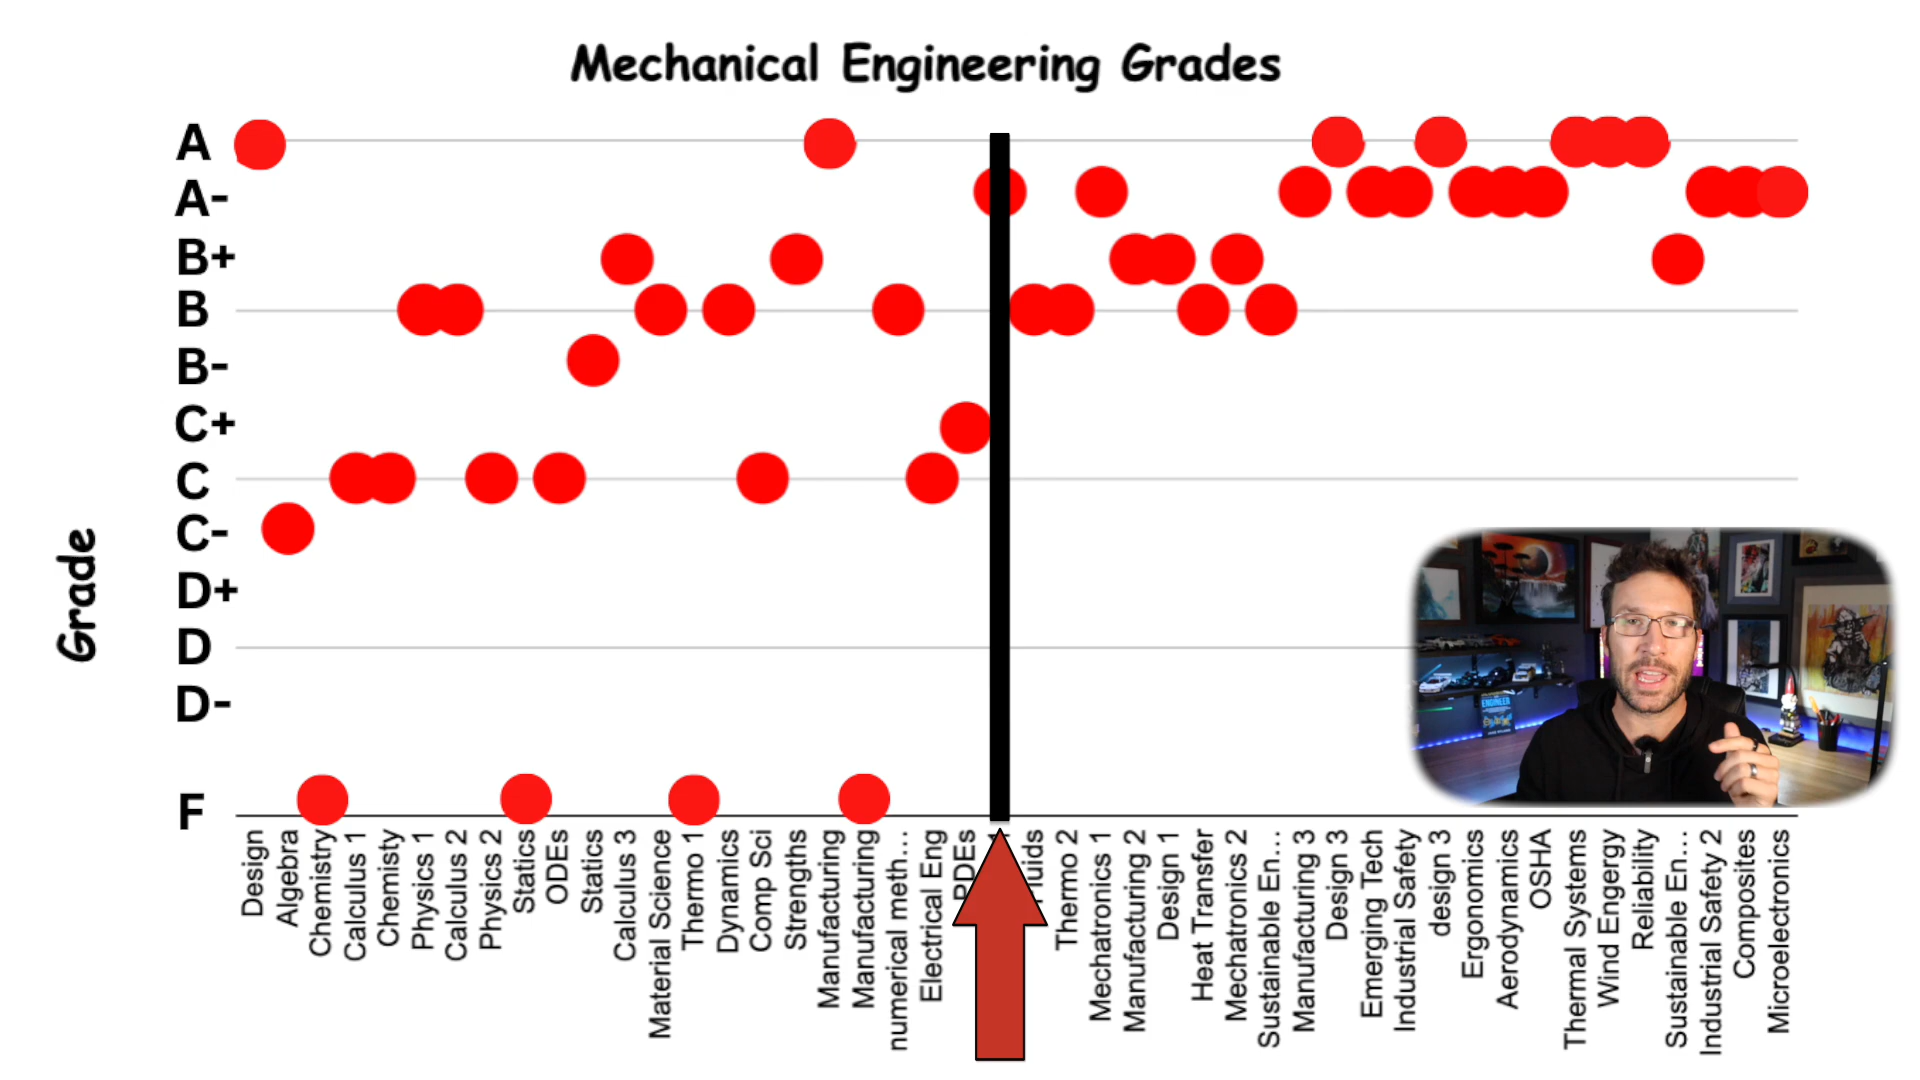 Mechanical Engineering Grades
Grade
A
A-
B+
B
B-
C+
C
C-
D+
D
D-
F
Design
Algebra
Chemistry
Calculus 1
Chemisty
Physics 1
Calculus 2
Physics 2
Statics
ODEs
Statics
Calculus 3
Material Science
Thermo 1
Dynamics
Comp Sci
Strengths
Manufacturing
Manufacturing
numerical meth...
Electrical Eng
PDEs
Fluids
Thermo 2
Mechatronics 1
Manufacturing 2
Design 1
Heat Transfer
Mechatronics 2
Sustainable En...
Manufacturing 3
Design 3
Emerging Tech
Industrial Safety
design 3
Ergonomics
Aerodynamics
OSHA
Thermal Systems
Wind Engergy
Reliability
Sustainable En...
Industrial Safety 2
Composites
Microelectronics
ENGINEER